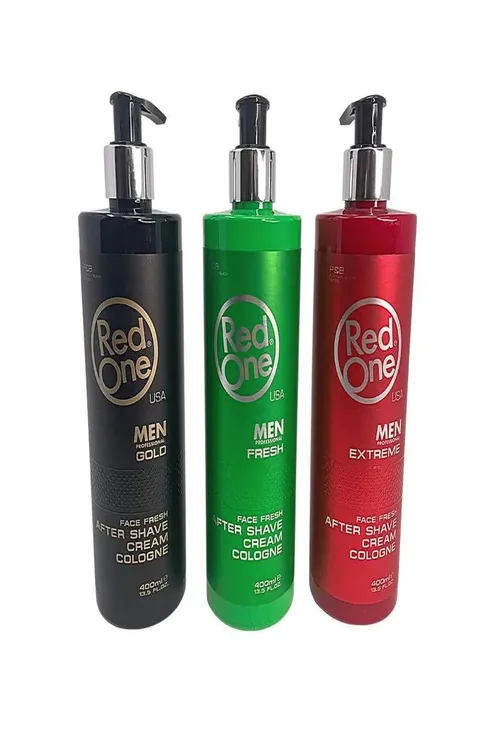 Red
One
USA
MEN
PROFESSIONAL
GOLD
FACE FRESH
AFTER SHAVE
CREAM
COLOGNE
400ml e
13.5 FL.OZ.
Red
One
USA
MEN
PROFESSIONAL
FRESH
FACE FRESH
AFTER SHAVE
CREAM
COLOGNE
400ml e
13.5 FL.OZ.
Red
One
USA
MEN
PROFESSIONAL
EXTREME
FACE FRESH
AFTER SHAVE
CREAM
COLOGNE
400ml e
13.5 FL.OZ.